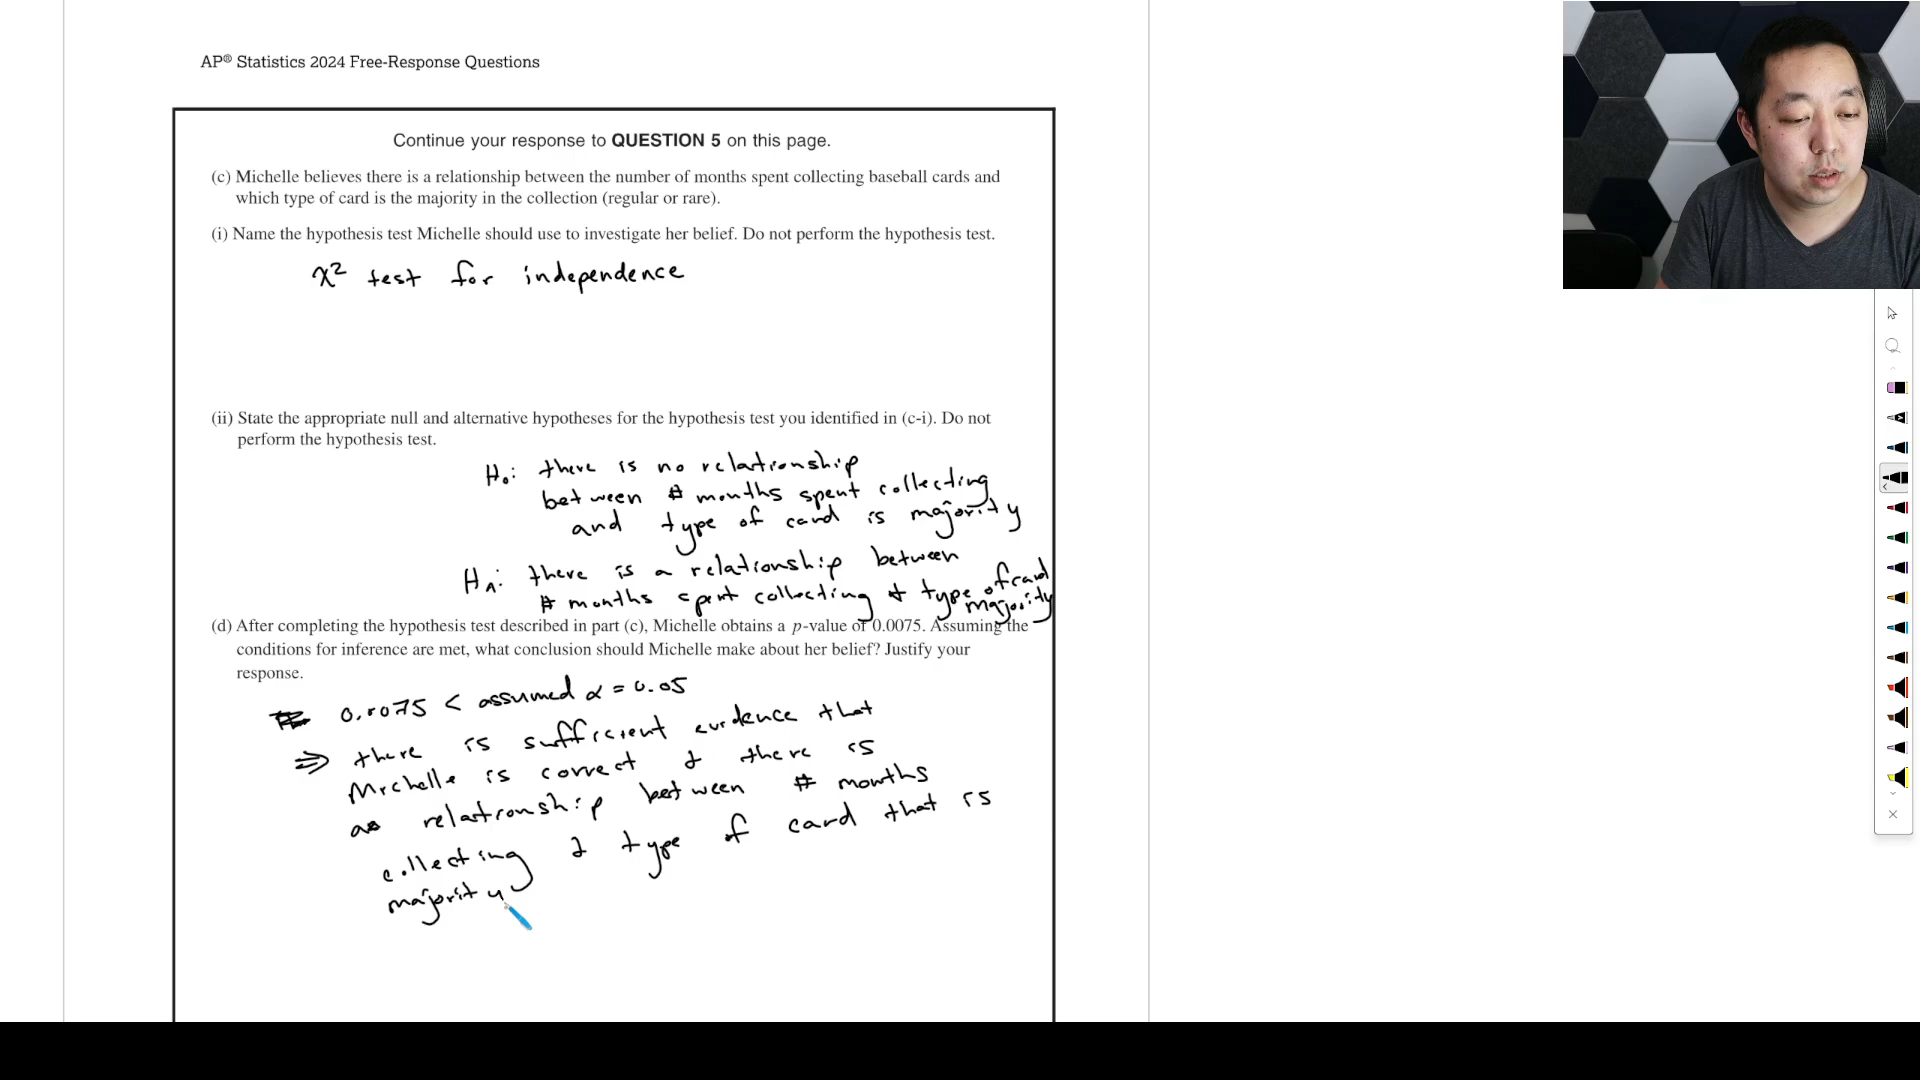 AP® Statistics 2024 Free-Response Questions
Continue your response to QUESTION 5 on this page.
(c) Michelle believes there is a relationship between the number of months spent collecting baseball cards and
which type of card is the majority in the collection (regular or rare).
(i) Name the hypothesis test Michelle should use to investigate her belief. Do not perform the hypothesis test.
χ² test for independence
(ii) State the appropriate null and alternative hypotheses for the hypothesis test you identified in (c-i). Do not
perform the hypothesis test.
H₀: there is no relationship
between # months spent collecting
and type of card is majority
Hₐ: there is a relationship between
# months spent collecting & type of card
majority
(d) After completing the hypothesis test described in part (c), Michelle obtains a p-value of 0.0075. Assuming the
conditions for inference are met, what conclusion should Michelle make about her belief? Justify your
response.
0.0075 < assumed α = 0.05
⇒ there is sufficient evidence that
Michelle is correct & there is
a relationship between # months
collecting & type of card that is
majority